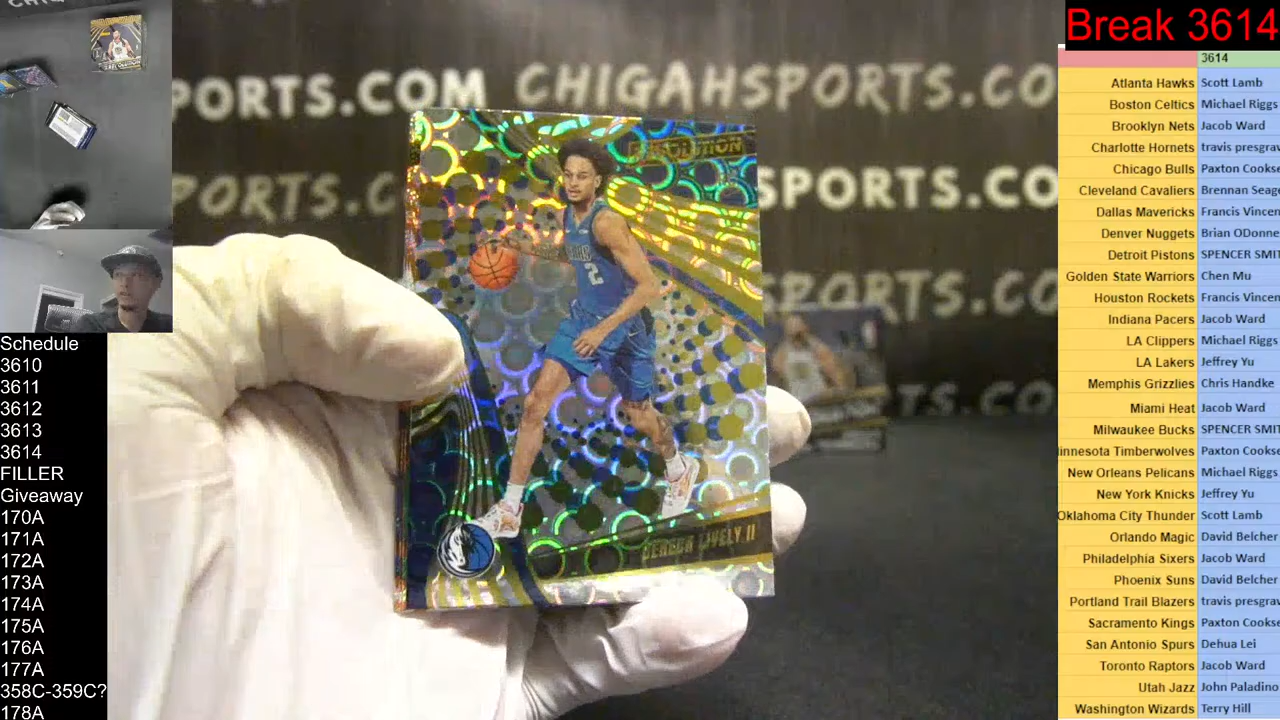 Break 3614
3614
Atlanta Hawks Scott Lamb
Boston Celtics Michael Riggs
Brooklyn Nets Jacob Ward
Charlotte Hornets travis presgrav
Chicago Bulls Paxton Cookse
Cleveland Cavaliers Brennan Seag
Dallas Mavericks Francis Vincen
Denver Nuggets Brian ODonne
Detroit Pistons SPENCER SMIT
Golden State Warriors Chen Mu
Houston Rockets Francis Vincen
Indiana Pacers Jacob Ward
LA Clippers Michael Riggs
LA Lakers Jeffrey Yu
Memphis Grizzlies Chris Handke
Miami Heat Jacob Ward
Milwaukee Bucks SPENCER SMIT
innesota Timberwolves Paxton Cookse
New Orleans Pelicans Michael Riggs
New York Knicks Jeffrey Yu
Oklahoma City Thunder Scott Lamb
Orlando Magic David Belcher
Philadelphia Sixers Jacob Ward
Phoenix Suns David Belcher
Portland Trail Blazers travis presgrav
Sacramento Kings Paxton Cookse
San Antonio Spurs Dehua Lei
Toronto Raptors Jacob Ward
Utah Jazz John Paladino
Washington Wizards Terry Hill
Schedule
3610
3611
3612
3613
3614
FILLER
Giveaway
170A
171A
172A
173A
174A
175A
176A
177A
358C-359C?
178A
PORTS.COM CHIGAHSPORTS.CO
SPORTS.C SPORTS.COM
SPORTS.CO
TS.COM
REVOLUTION
2
DERECK LIVELY II